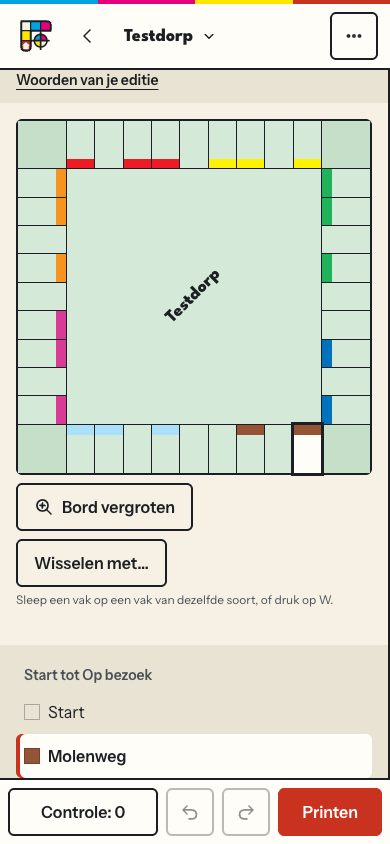 Testdorp
Woorden van je editie
Testdorp
Bord vergroten
Wisselen met...
Sleep een vak op een vak van dezelfde soort, of druk op W.
Start tot Op bezoek
Start
Molenweg
Controle: 0
Printen